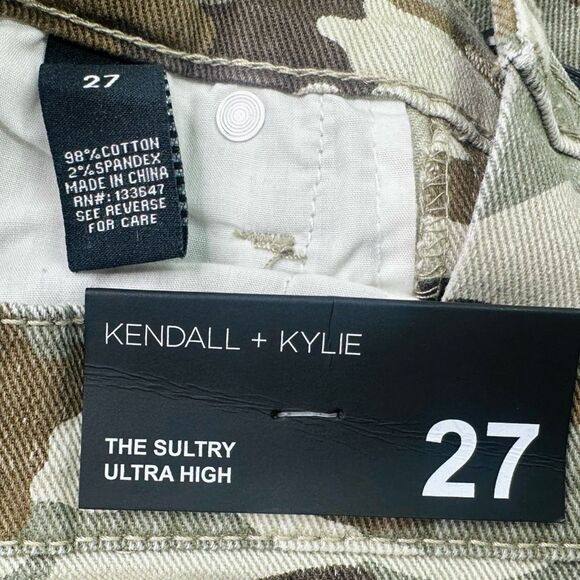 27
98% COTTON
2% SPANDEX
MADE IN CHINA
RN#: 133647
SEE REVERSE
FOR CARE
KENDALL + KYLIE
THE SULTRY
ULTRA HIGH
27